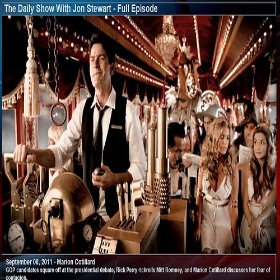 The Daily Show With Jon Stewart - Full Episode
September 08, 2011 - Marion Cotillard
GOP candidates square off at the presidential debate, Rick Perry rickrolls Mitt Romney, and Marion Cotillard discusses her fear of
contagion.